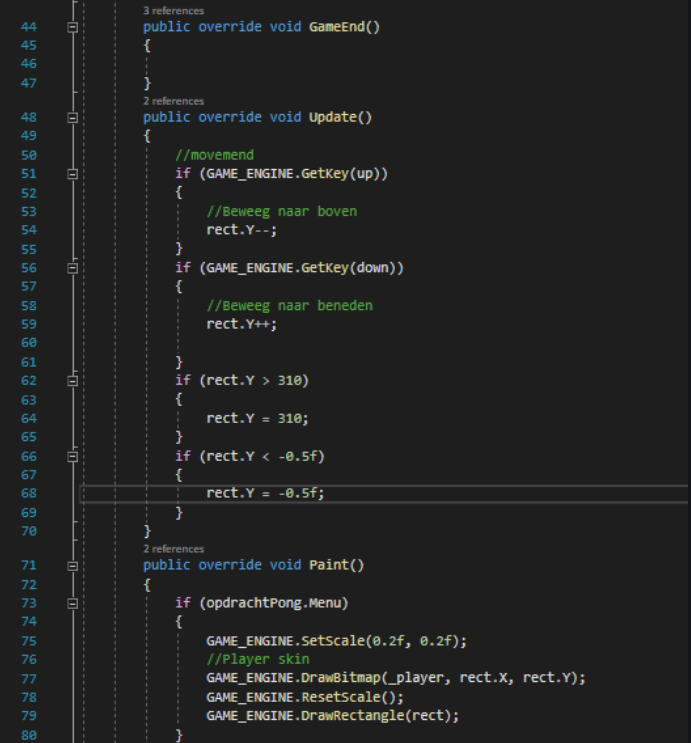 3 references
44 public override void GameEnd()
45 {
46
47 }
2 references
48 public override void Update()
49 {
50 //movemend
51 if (GAME_ENGINE.GetKey(up))
52 {
53 //Beweeg naar boven
54 rect.Y--;
55 }
56 if (GAME_ENGINE.GetKey(down))
57 {
58 //Beweeg naar beneden
59 rect.Y++;
60
61 }
62 if (rect.Y > 310)
63 {
64 rect.Y = 310;
65 }
66 if (rect.Y < -0.5f)
67 {
68 rect.Y = -0.5f;
69 }
70 }
2 references
71 public override void Paint()
72 {
73 if (opdrachtPong.Menu)
74 {
75 GAME_ENGINE.SetScale(0.2f, 0.2f);
76 //Player skin
77 GAME_ENGINE.DrawBitmap(_player, rect.X, rect.Y);
78 GAME_ENGINE.ResetScale();
79 GAME_ENGINE.DrawRectangle(rect);
80 }